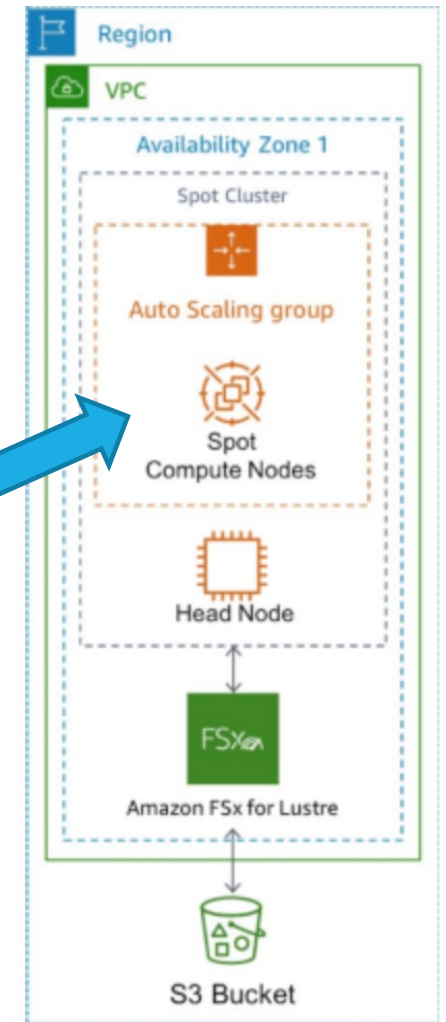 Region
VPC
Availability Zone 1
Spot Cluster
Auto Scaling group
Spot
Compute Nodes
Head Node
FSx
Amazon FSx for Lustre
S3 Bucket